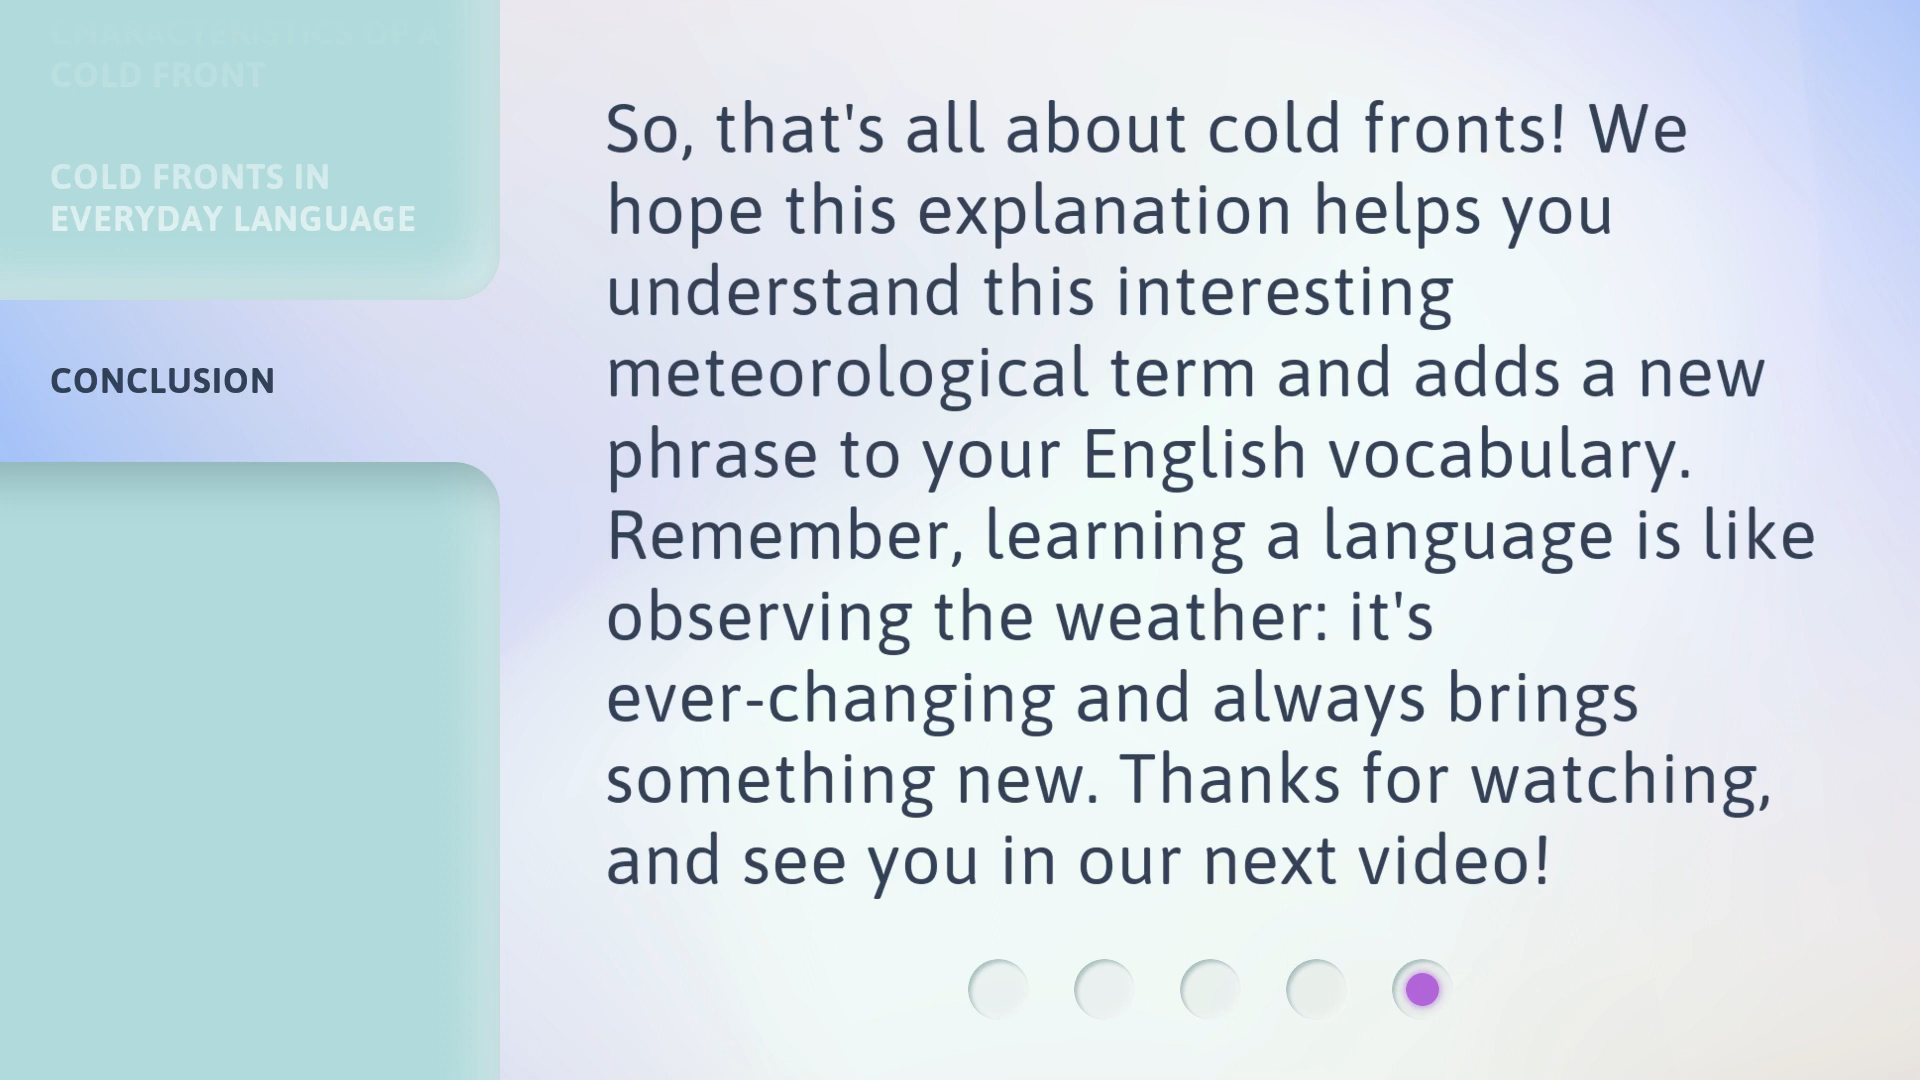 CHARACTERISTICS OF A
COLD FRONT
COLD FRONTS IN
EVERYDAY LANGUAGE
CONCLUSION
So, that's all about cold fronts! We
hope this explanation helps you
understand this interesting
meteorological term and adds a new
phrase to your English vocabulary.
Remember, learning a language is like
observing the weather: it's
ever-changing and always brings
something new. Thanks for watching,
and see you in our next video!